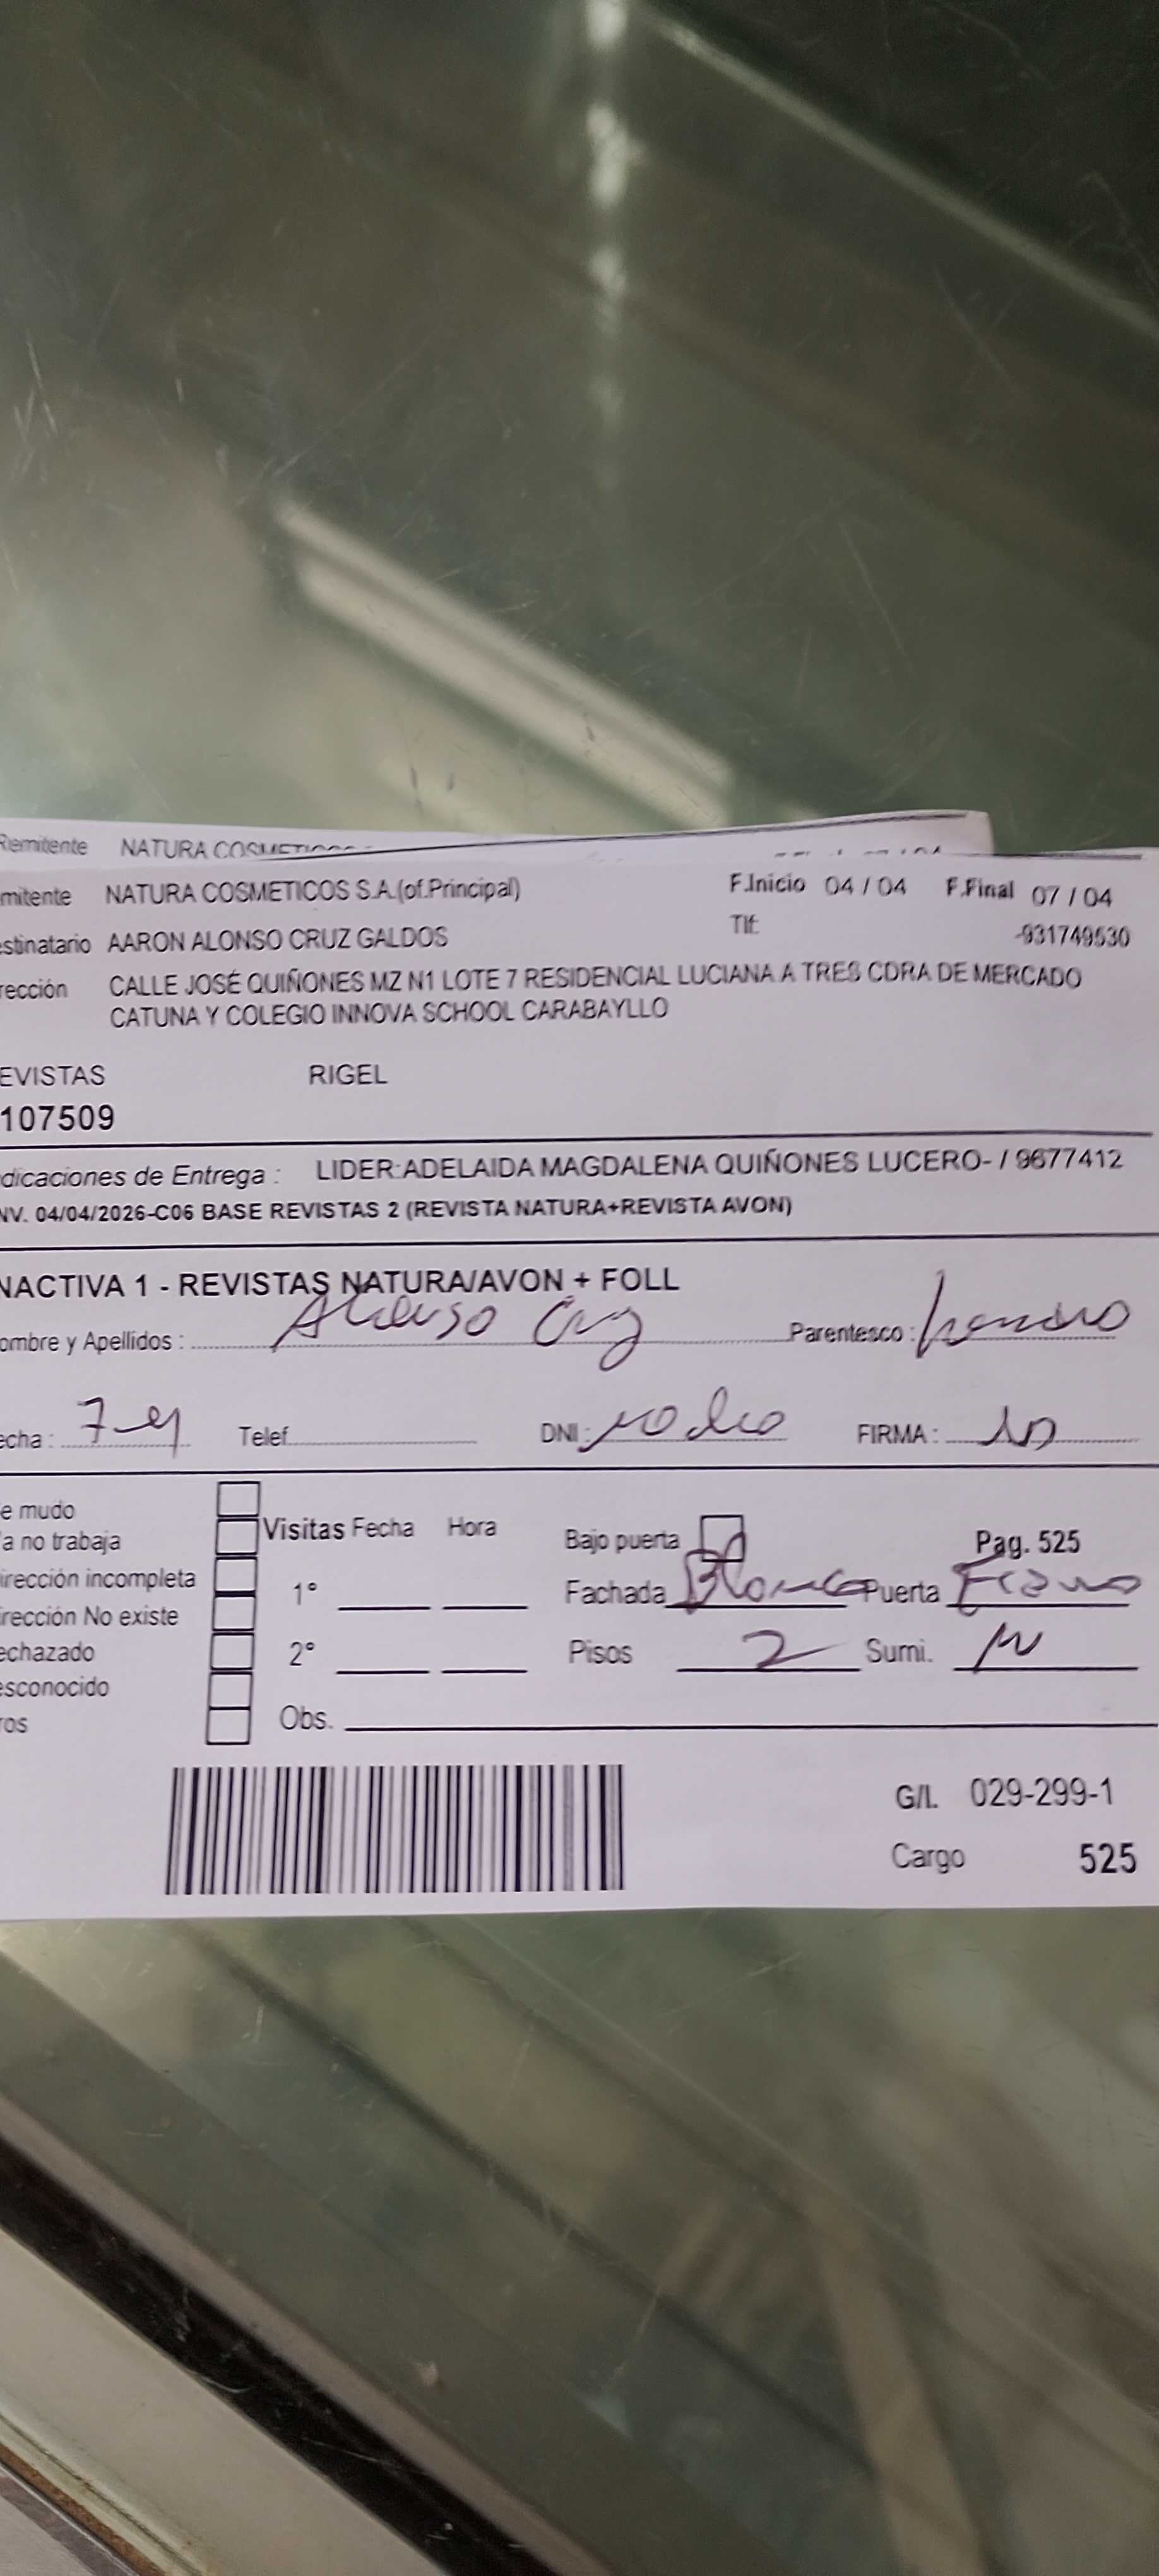 Remitente NATURA COSMETICOS
mitente NATURA COSMETICOS S.A.(of.Principal) F.Inicio 04 / 04 F.Final 07 / 04
estinatario AARON ALONSO CRUZ GALDOS Tlf: -931749530
rección CALLE JOSÉ QUIÑONES MZ N1 LOTE 7 RESIDENCIAL LUCIANA A TRES CDRA DE MERCADO
CATUNA Y COLEGIO INNOVA SCHOOL CARABAYLLO
EVISTAS RIGEL
107509
dicaciones de Entrega : LIDER:ADELAIDA MAGDALENA QUIÑONES LUCERO- / 9677412
NV. 04/04/2026-C06 BASE REVISTAS 2 (REVISTA NATURA+REVISTA AVON)
NACTIVA 1 - REVISTAS NATURA/AVON + FOLL
ombre y Apellidos : Alonso Cruz Parentesco :
echa : 7-4 Telef. DNI : FIRMA :
e mudo
a no trabaja Visitas Fecha Hora Bajo puerta Pag. 525
irección incompleta 1° Fachada Blanco Puerta Fierro
irección No existe
echazado 2° Pisos 2 Sumi.
esconocido
ros Obs.
G/I. 029-299-1
Cargo 525